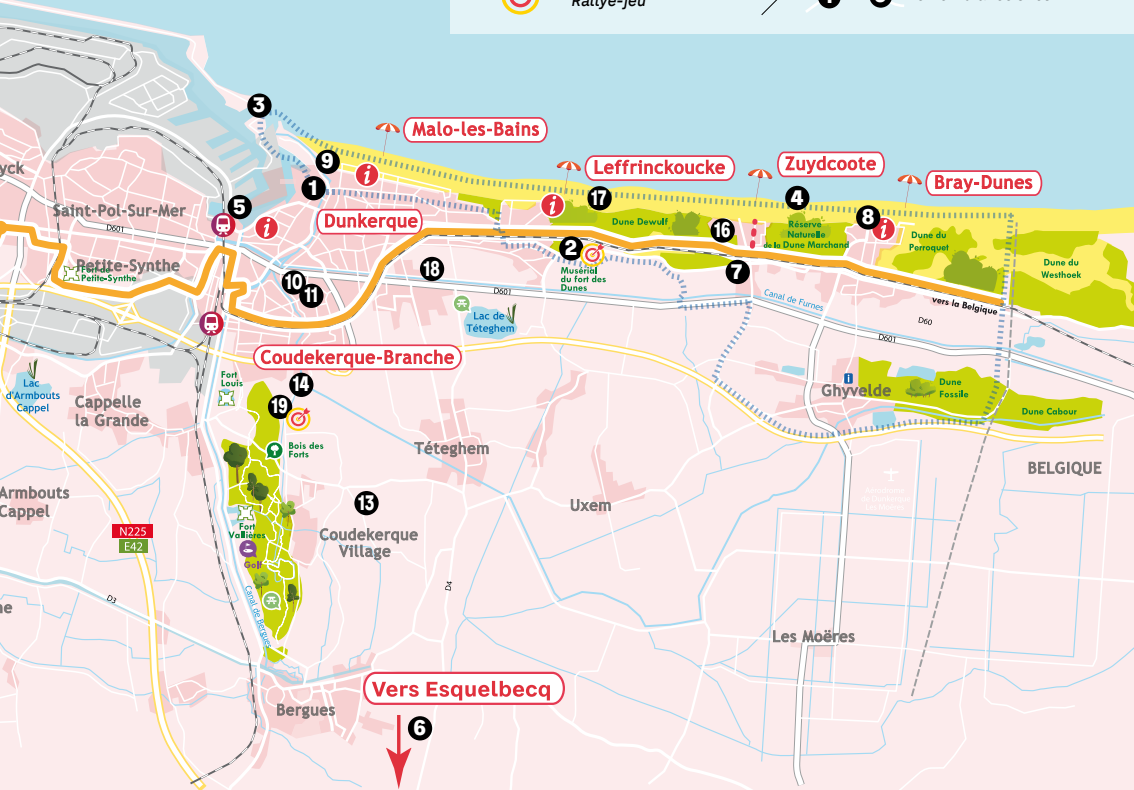 Rallye-jeu
3
Malo-les-Bains
9
i
Leffrinckoucke
Zuydcoote
Bray-Dunes
yck
1
i
17
4
5
Saint-Pol-Sur-Mer
D601
i
Dunkerque
Dune Dewulf
16
Réserve
Naturelle
de la Dune Marchand
8
i
Dune du
Perroquet
2
Musérial
du fort des
Dunes
7
Dune du
Westhoek
Petite-Synthe
Fort de
Petite-Synthe
10
11
18
D601
Lac de
Téteghem
Canal de Furnes
vers la Belgique
D60
D601
Coudekerque-Branche
Lac
d'Armbouts
Cappel
Fort
Louis
14
19
i
Ghyvelde
Dune
Fossile
Dune Cabour
Cappelle
la Grande
Bois des
Forts
Téteghem
BELGIQUE
Armbouts
Cappel
13
Uxem
N225
E42
Fort
Vallières
Golf
Coudekerque
Village
D3
Canal de Bergues
D4
Les Moëres
Vers Esquelbecq
Bergues
6